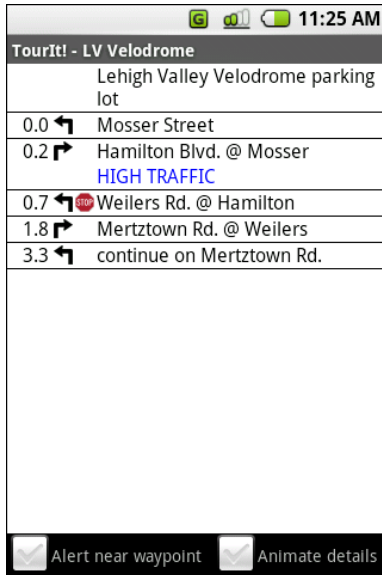 G 11:25 AM
TourIt! - LV Velodrome
Lehigh Valley Velodrome parking
lot
0.0 Mosser Street
0.2 Hamilton Blvd. @ Mosser
HIGH TRAFFIC
0.7 STOP Weilers Rd. @ Hamilton
1.8 Mertztown Rd. @ Weilers
3.3 continue on Mertztown Rd.
Alert near waypoint Animate details